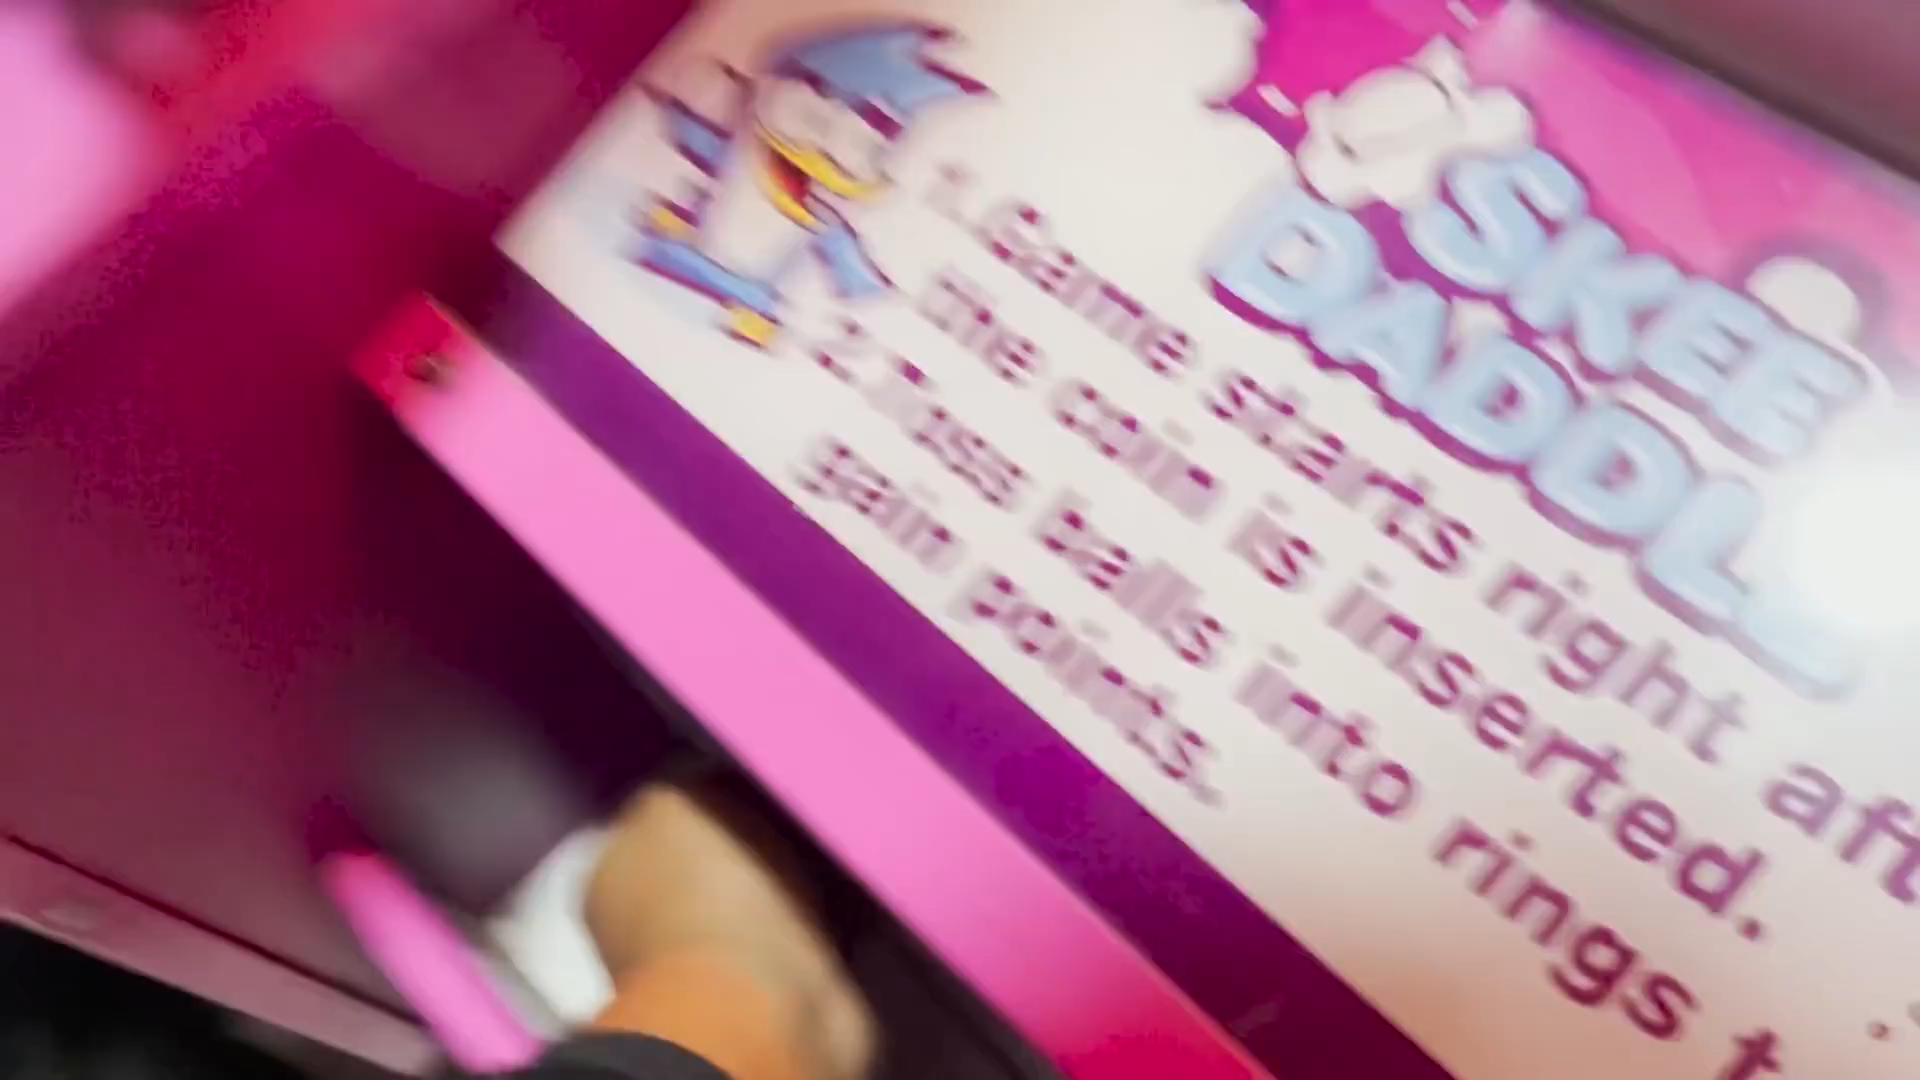 SKEE
DADDL
1. Game starts right aft
the coin is inserted.
2. Toss balls into rings t
gain points.